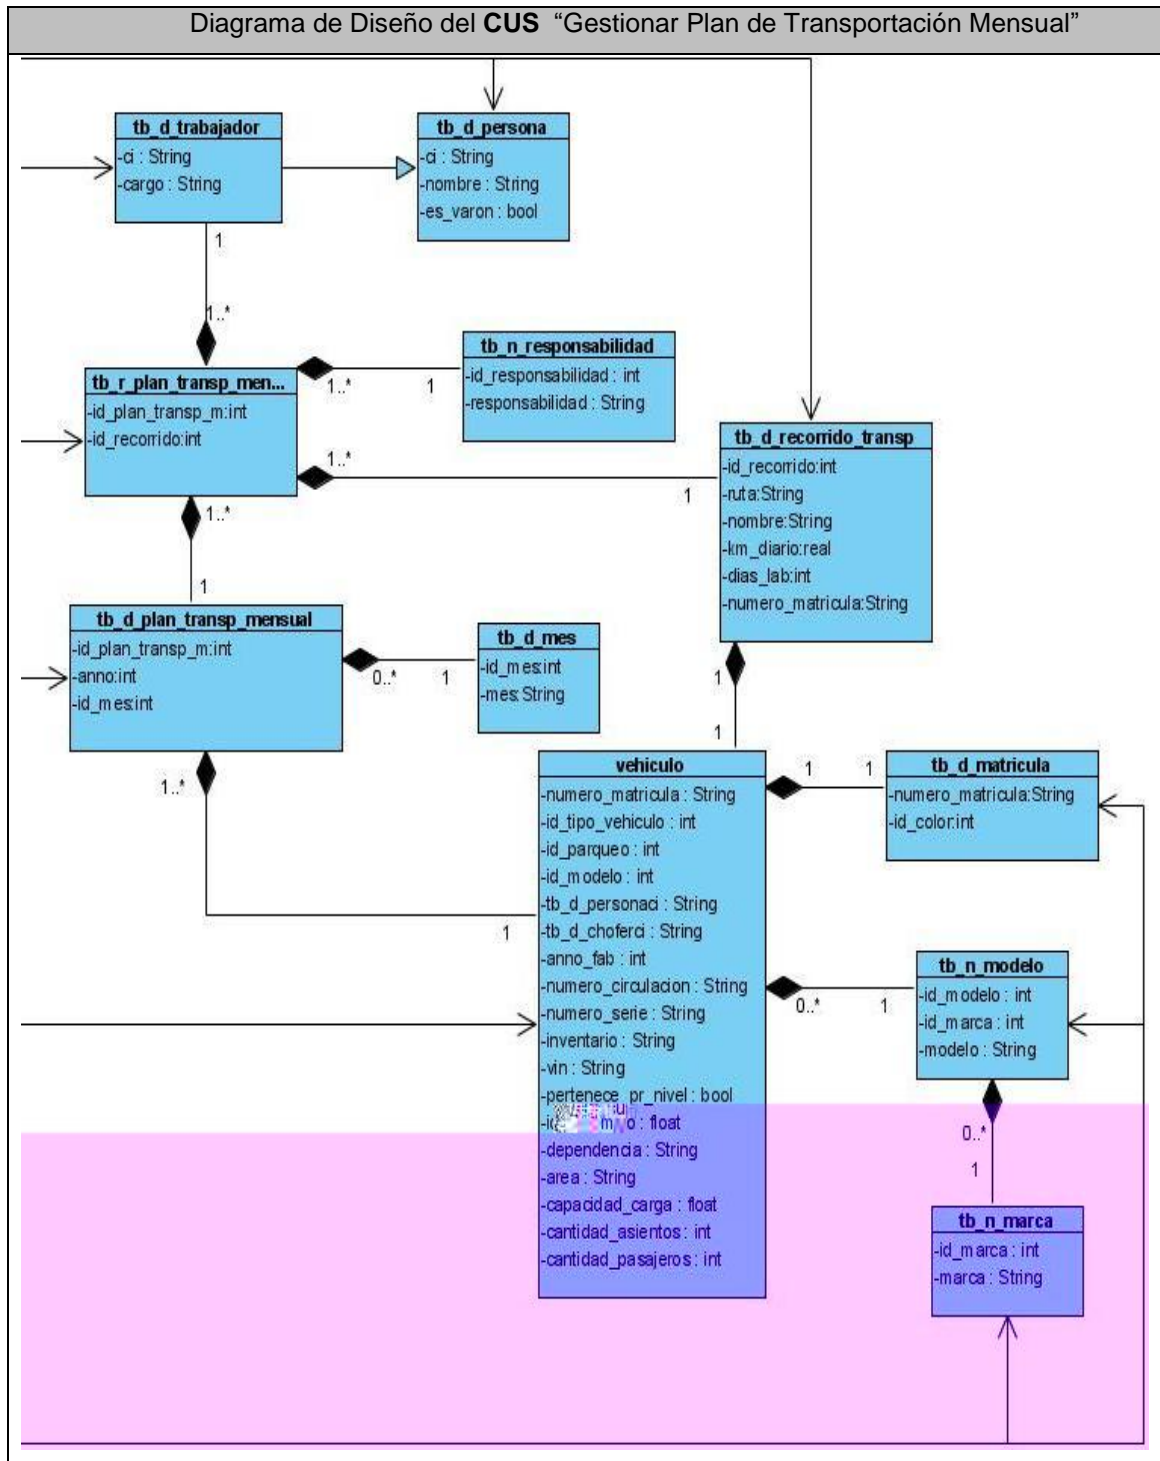 Diagrama de Diseño del CUS “Gestionar Plan de Transportación Mensual”
tb_d_trabajador
-ci : String
-cargo : String
tb_d_persona
-ci : String
-nombre : String
-es_varon : bool
1
1..*
tb_r_plan_transp_men...
-id_plan_transp_m:int
-id_recorrido:int
1..*
1
tb_n_responsabilidad
-id_responsabilidad : int
-responsabilidad : String
1..*
1
tb_d_recorrido_transp
-id_recorrido:int
-ruta:String
-nombre:String
-km_diario:real
-dias_lab:int
-numero_matricula:String
1..*
1
tb_d_plan_transp_mensual
-id_plan_transp_m:int
-anno:int
-id_mes:int
0..*
1
tb_d_mes
-id_mes:int
-mes:String
1
1
1..*
1
vehiculo
-numero_matricula : String
-id_tipo_vehiculo : int
-id_parqueo : int
-id_modelo : int
-tb_d_personaci : String
-tb_d_choferci : String
-anno_fab : int
-numero_circulacion : String
-numero_serie : String
-inventario : String
-vin : String
-pertenece_pr_nivel : bool
: float
-dependencia : String
-area : String
-capacidad_carga : float
-cantidad_asientos : int
-cantidad_pasajeros : int
1
1
tb_d_matricula
-numero_matricula:String
-id_color:int
0..*
1
tb_n_modelo
-id_modelo : int
-id_marca : int
-modelo : String
0..*
1
tb_n_marca
-id_marca : int
-marca : String